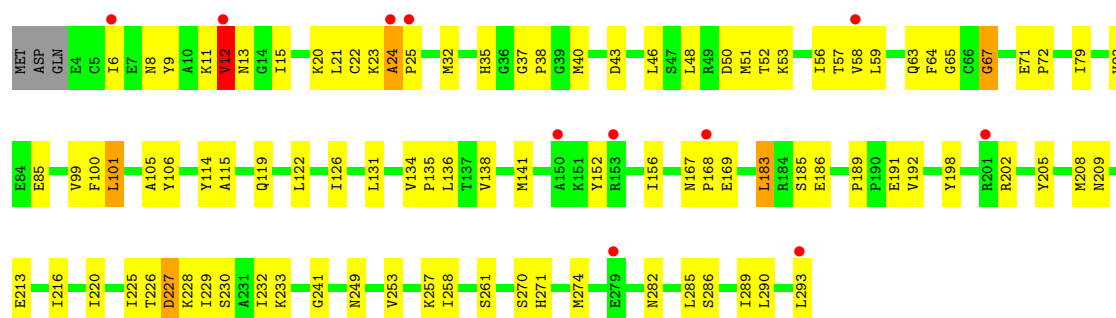 MET ASP GLN E4 C5 I6 E7 N8 Y9 A10 K11 V12 N13 G14 I15 K20 L21 C22 K23 A24 P25 M32 H35 G36 G37 P38 G39 M40 D43 L46 S47 L48 R49 D50 M51 T52 K53 I56 T57 V58 L59 Q63 F64 G65 C66 G67 E71 P72 I79
E84 E85 V99 F100 L101 A105 Y106 Y114 A115 Q119 L122 I126 L131 V134 P135 L136 T137 V138 M141 A150 K151 Y152 R153 I156 N167 P168 E169 L183 R184 S185 E186 P189 P190 E191 V192 Y198 R201 R202 Y205 M208 N209
E213 I216 I220 I225 T226 D227 K228 I229 S230 A231 I232 K233 G241 N249 V253 K257 I258 S261 S270 H271 M274 E279 N282 L285 S286 I289 L290 L293